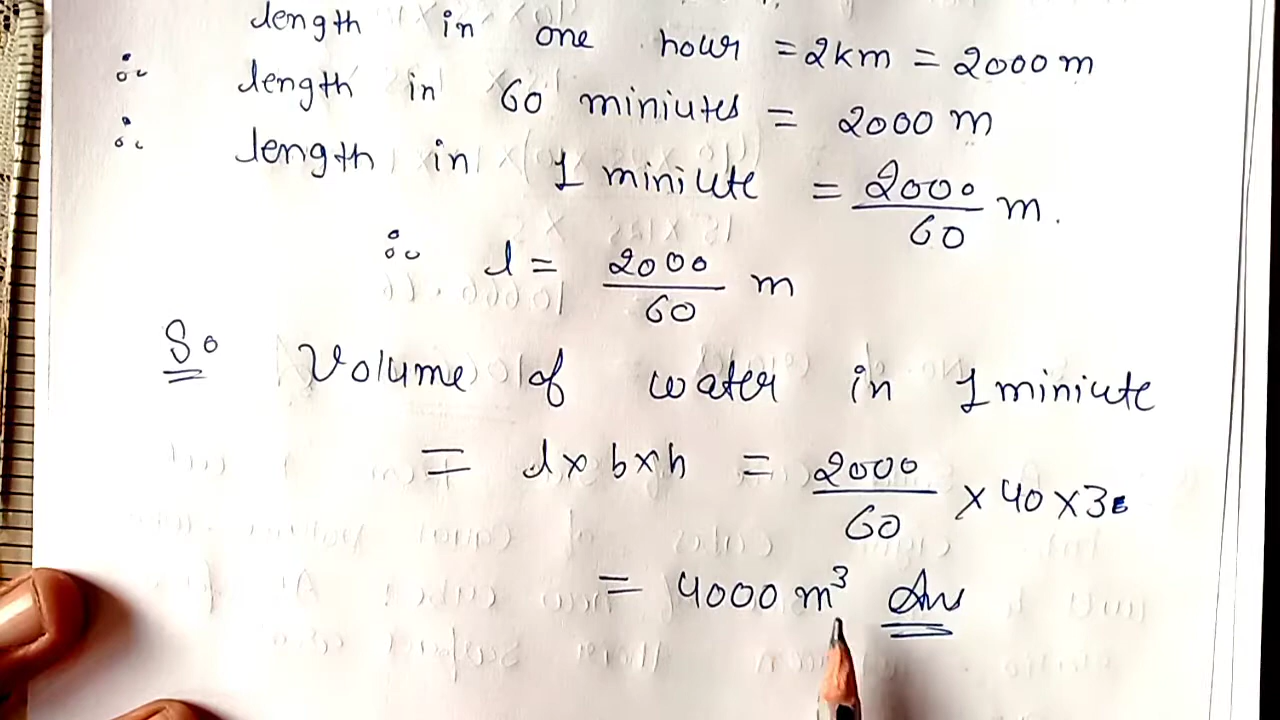 length in one hour = 2km = 2000 m
∴ length in 60 miniutes = 2000 m
∴ length in 1 miniute = 2000/60 m.
∴ l = 2000/60 m
So Volume of water in 1 miniute
= l × b × h = 2000/60 × 40 × 3
= 4000 m³ Ans